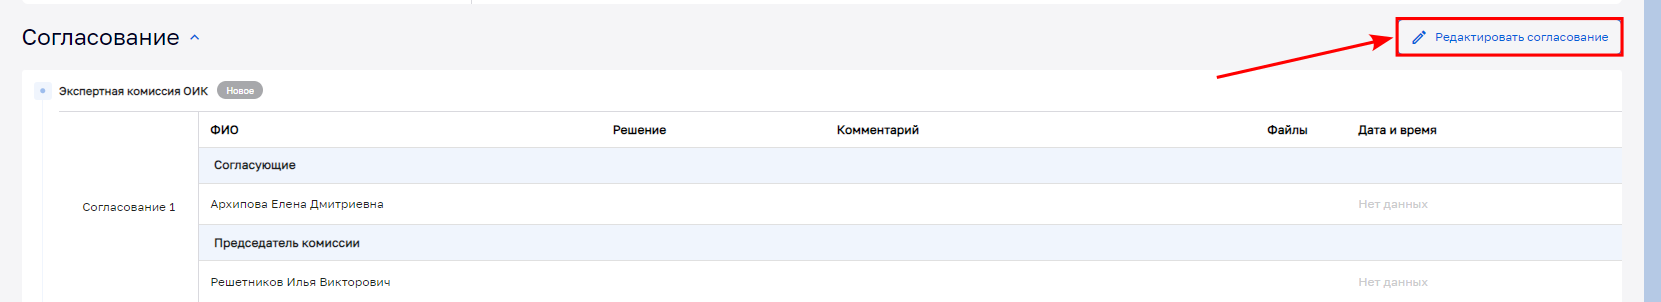 Согласование
Редактировать согласование
Экспертная комиссия ОИК Новое
ФИО Решение Комментарий Файлы Дата и время
Согласующие
Согласование 1
Архипова Елена Дмитриевна Нет данных
Председатель комиссии
Решетников Илья Викторович Нет данных